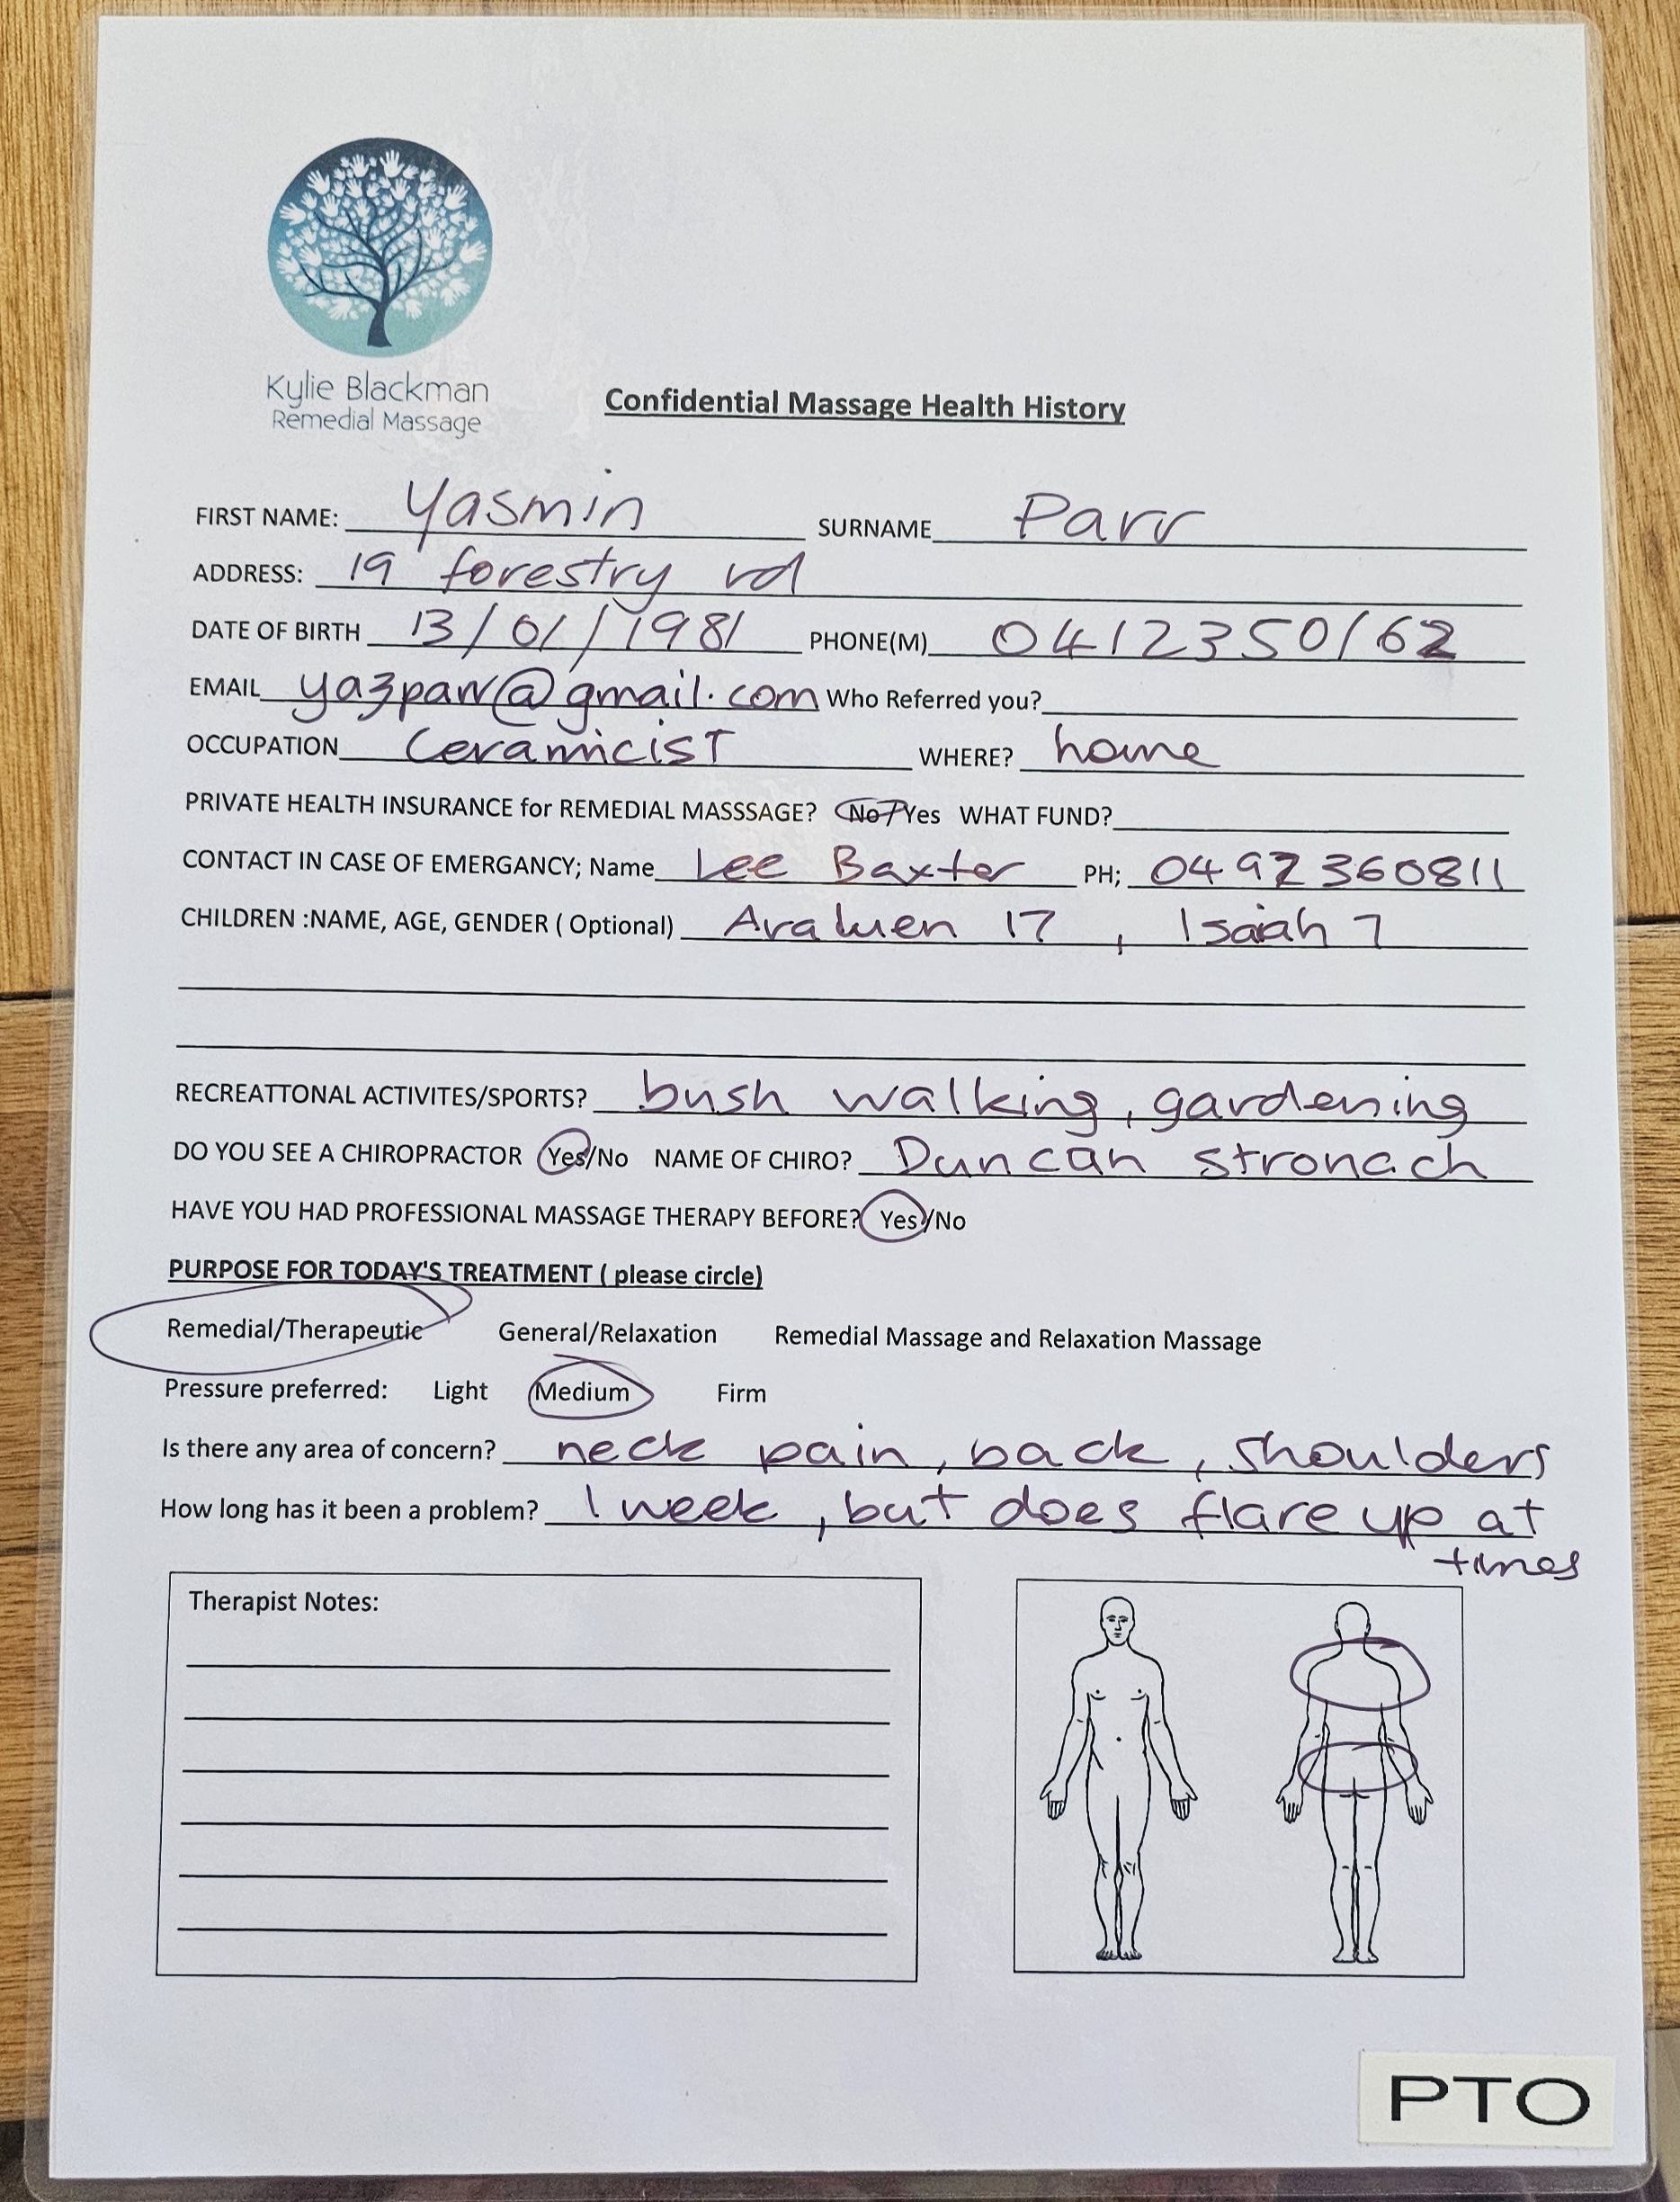 Kylie Blackman
Remedial Massage
Confidential Massage Health History
FIRST NAME: Yasmin SURNAME Parr
ADDRESS: 19 forestry rd
DATE OF BIRTH 13/01/1981 PHONE(M) 0412350162
EMAIL yazparr@gmail.com Who Referred you?
OCCUPATION Ceramicist WHERE? home
PRIVATE HEALTH INSURANCE for REMEDIAL MASSSAGE? No/Yes WHAT FUND?
CONTACT IN CASE OF EMERGANCY; Name Lee Baxter PH; 0492360811
CHILDREN :NAME, AGE, GENDER ( Optional) Araluen 17 , Isaiah 7
RECREATTONAL ACTIVITES/SPORTS? bush walking, gardening
DO YOU SEE A CHIROPRACTOR Yes/No NAME OF CHIRO? Duncan stronach
HAVE YOU HAD PROFESSIONAL MASSAGE THERAPY BEFORE? Yes/No
PURPOSE FOR TODAY'S TREATMENT ( please circle)
Remedial/Therapeutic General/Relaxation Remedial Massage and Relaxation Massage
Pressure preferred: Light Medium Firm
Is there any area of concern? neck pain, back, shoulders
How long has it been a problem? 1 week, but does flare up at
times
Therapist Notes:
PTO